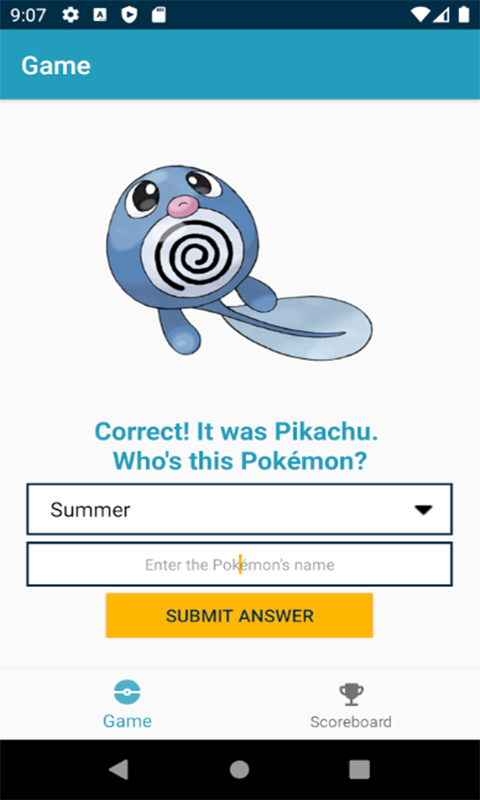 9:07
A
Game
Correct! It was Pikachu.
Who's this Pokémon?
Summer
Enter the Pokémon's name
SUBMIT ANSWER
Game
Scoreboard